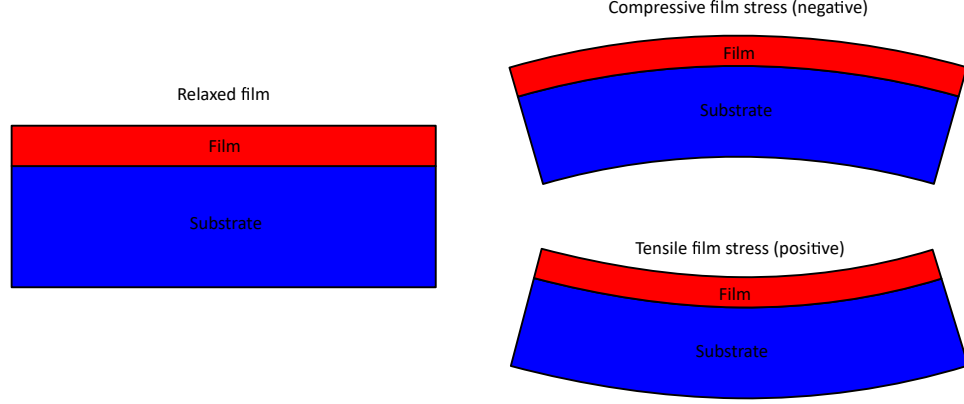 Relaxed film
Film
Substrate
Compressive film stress (negative)
Film
Substrate
Tensile film stress (positive)
Film
Substrate